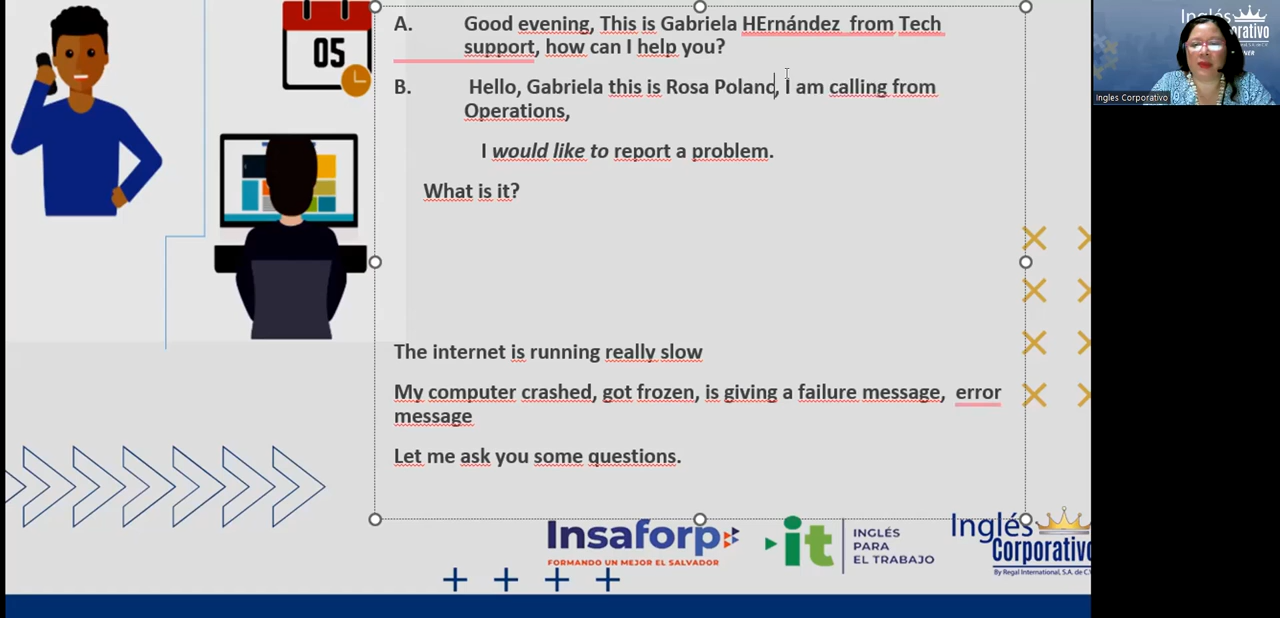 05
A. Good evening, This is Gabriela HErnández from Tech
support, how can I help you?
B. Hello, Gabriela this is Rosa Polanc, I am calling from
Operations,
I would like to report a problem.
What is it?
The internet is running really slow
My computer crashed, got frozen, is giving a failure message, error
message
Let me ask you some questions.
Insaforp
FORMANDO UN MEJOR EL SALVADOR
it
INGLÉS
PARA
EL TRABAJO
Inglés
Corporativo
By Regal International, S.A. de C.V
Ingles Corporativo